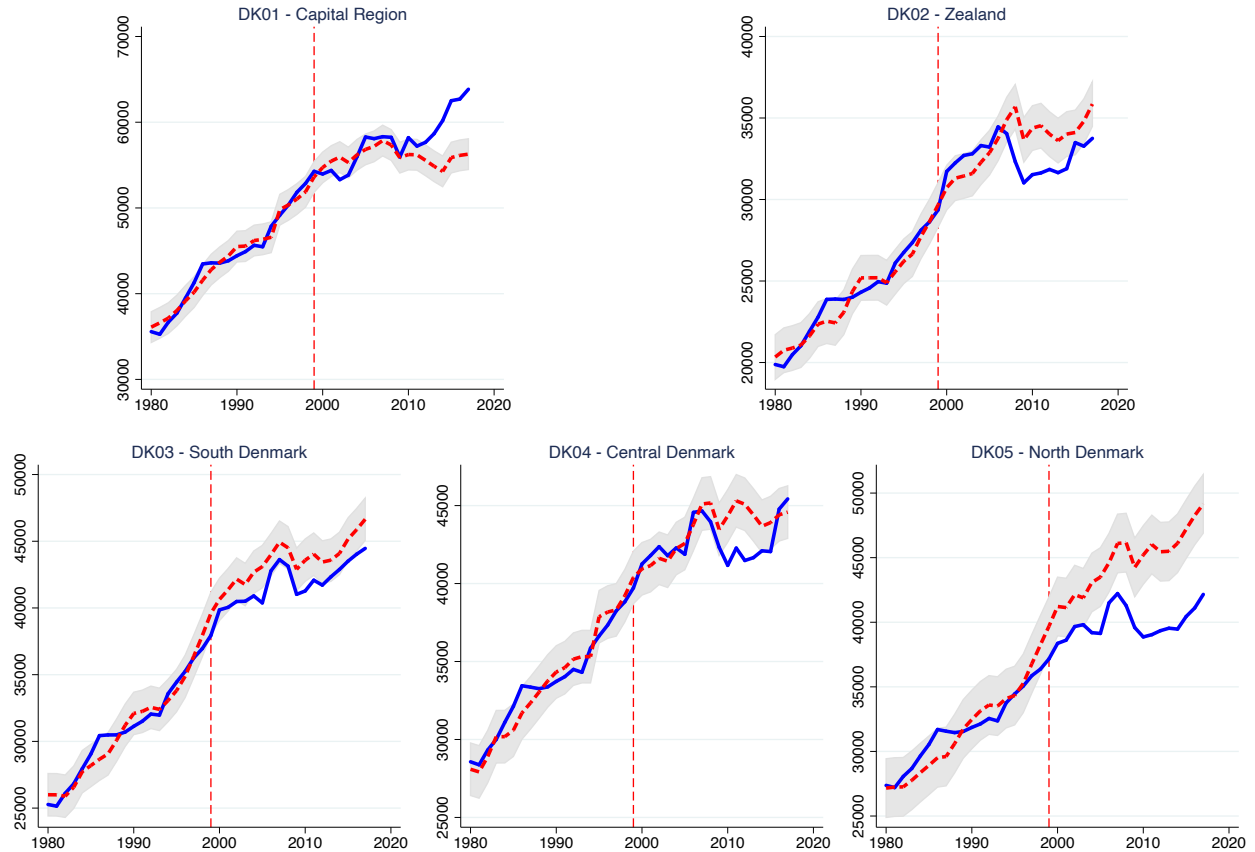 DK01 - Capital Region
70000
60000
50000
40000
30000
1980 1990 2000 2010 2020
DK02 - Zealand
40000
35000
30000
25000
20000
1980 1990 2000 2010 2020
DK03 - South Denmark
50000
45000
40000
35000
30000
25000
1980 1990 2000 2010 2020
DK04 - Central Denmark
45000
40000
35000
30000
25000
1980 1990 2000 2010 2020
DK05 - North Denmark
50000
45000
40000
35000
30000
25000
1980 1990 2000 2010 2020